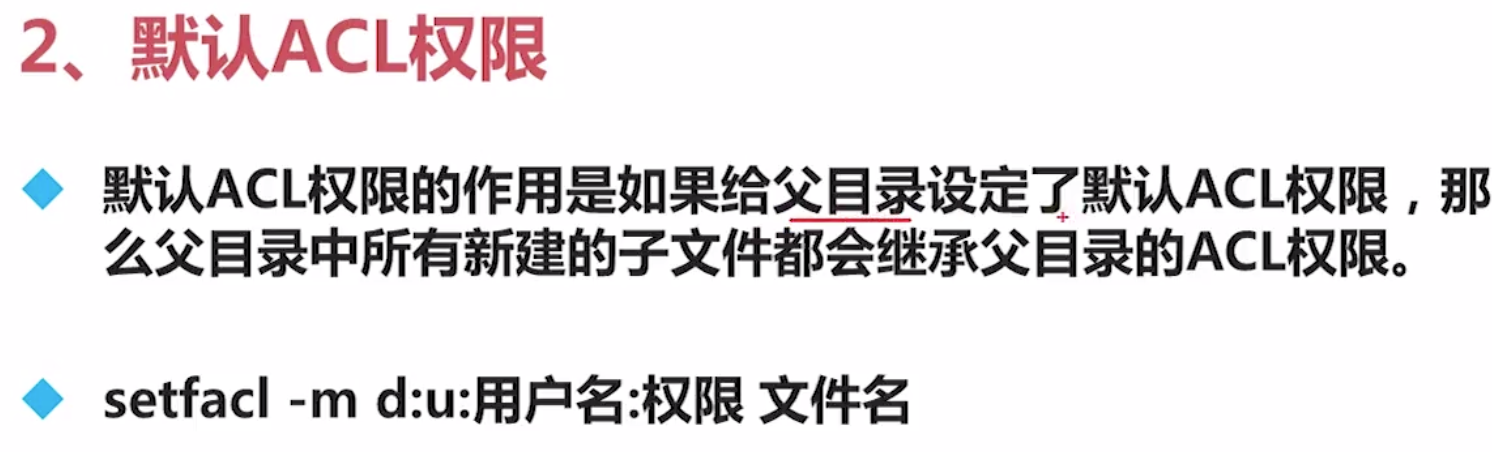 2、默认ACL权限
默认ACL权限的作用是如果给父目录设定了默认ACL权限，那
么父目录中所有新建的子文件都会继承父目录的ACL权限。
setfacl -m d:u:用户名:权限 文件名